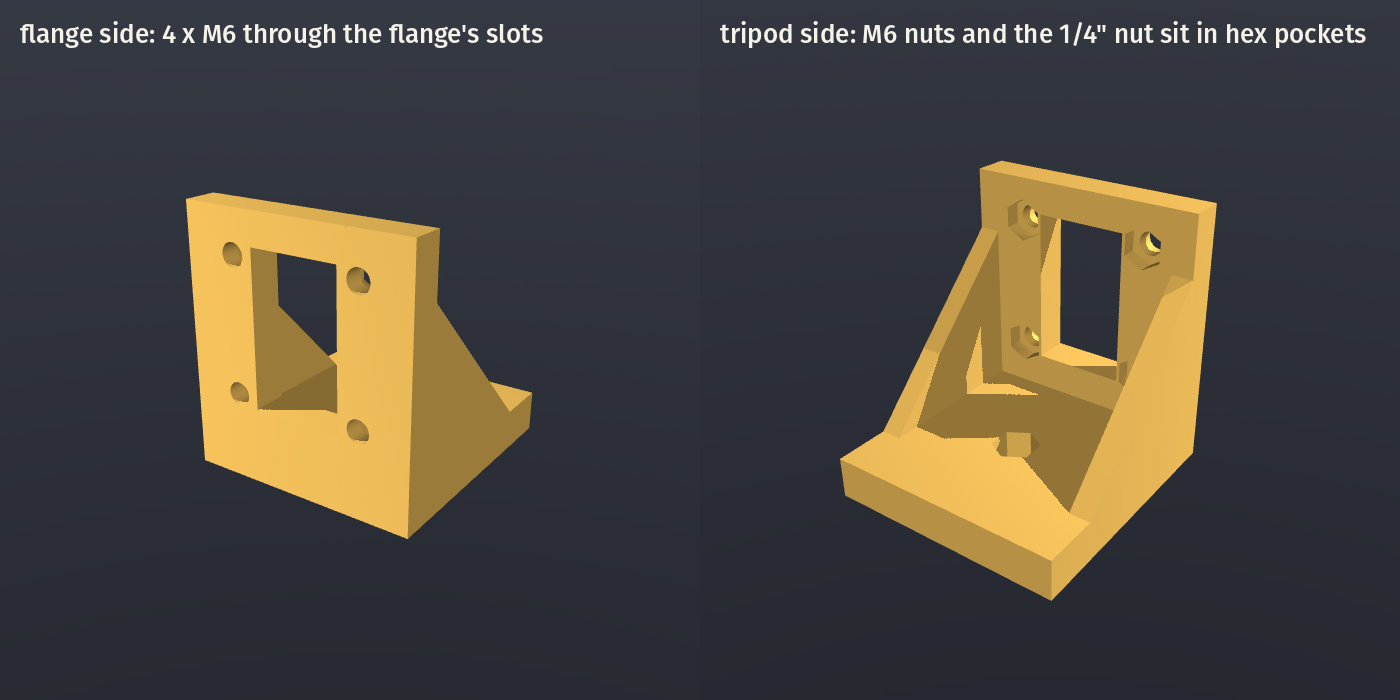 flange side: 4 x M6 through the flange's slots
tripod side: M6 nuts and the 1/4" nut sit in hex pockets